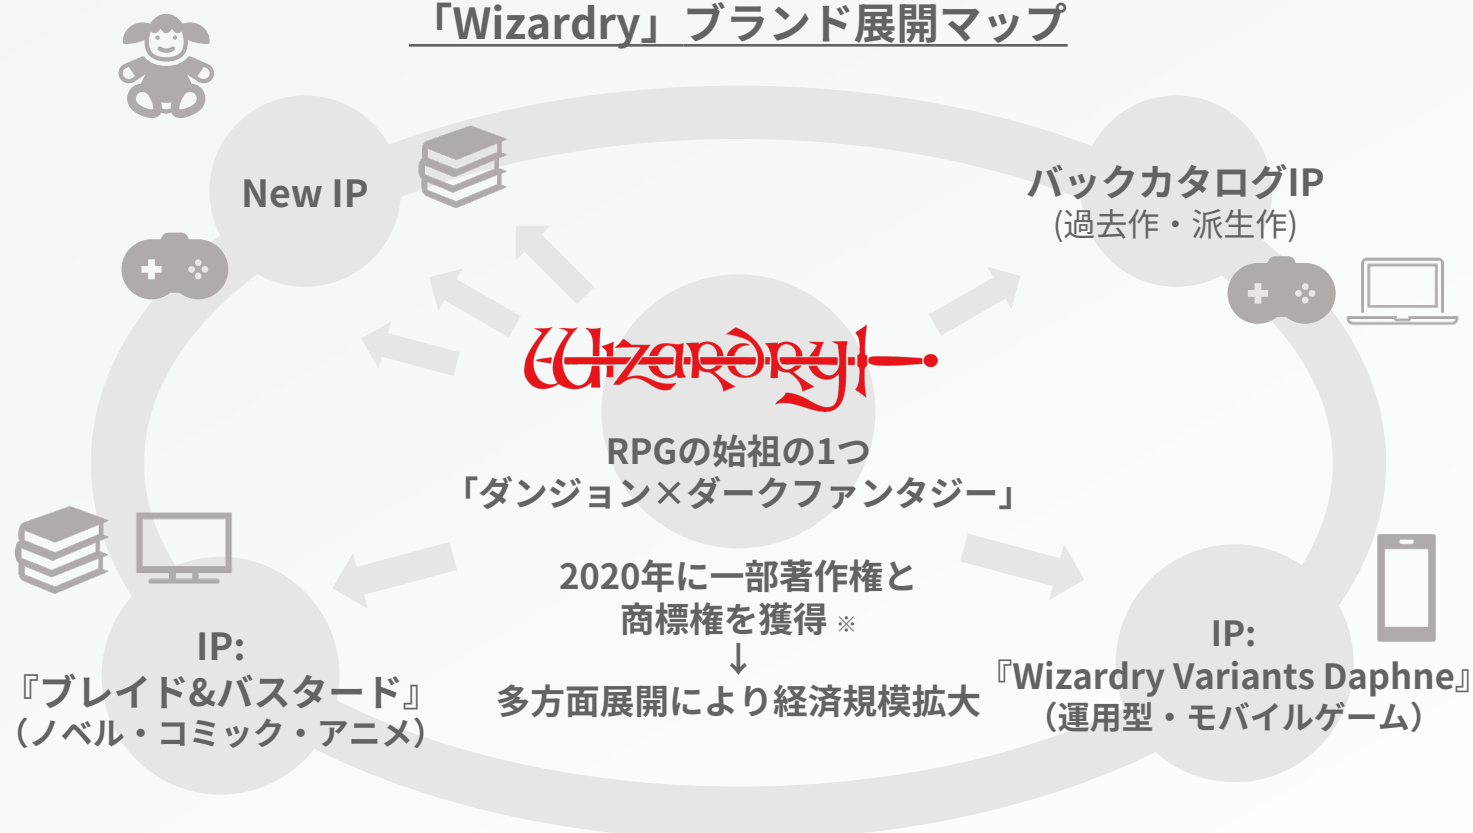 「Wizardry」ブランド展開マップ
New IP
バックカタログIP
(過去作・派生作)
Wizardry
RPGの始祖の1つ
「ダンジョン×ダークファンタジー」
2020年に一部著作権と
商標権を獲得 ※
↓
多方面展開により経済規模拡大
IP:
『ブレイド&バスタード』
（ノベル・コミック・アニメ）
IP:
『Wizardry Variants Daphne』
（運用型・モバイルゲーム）